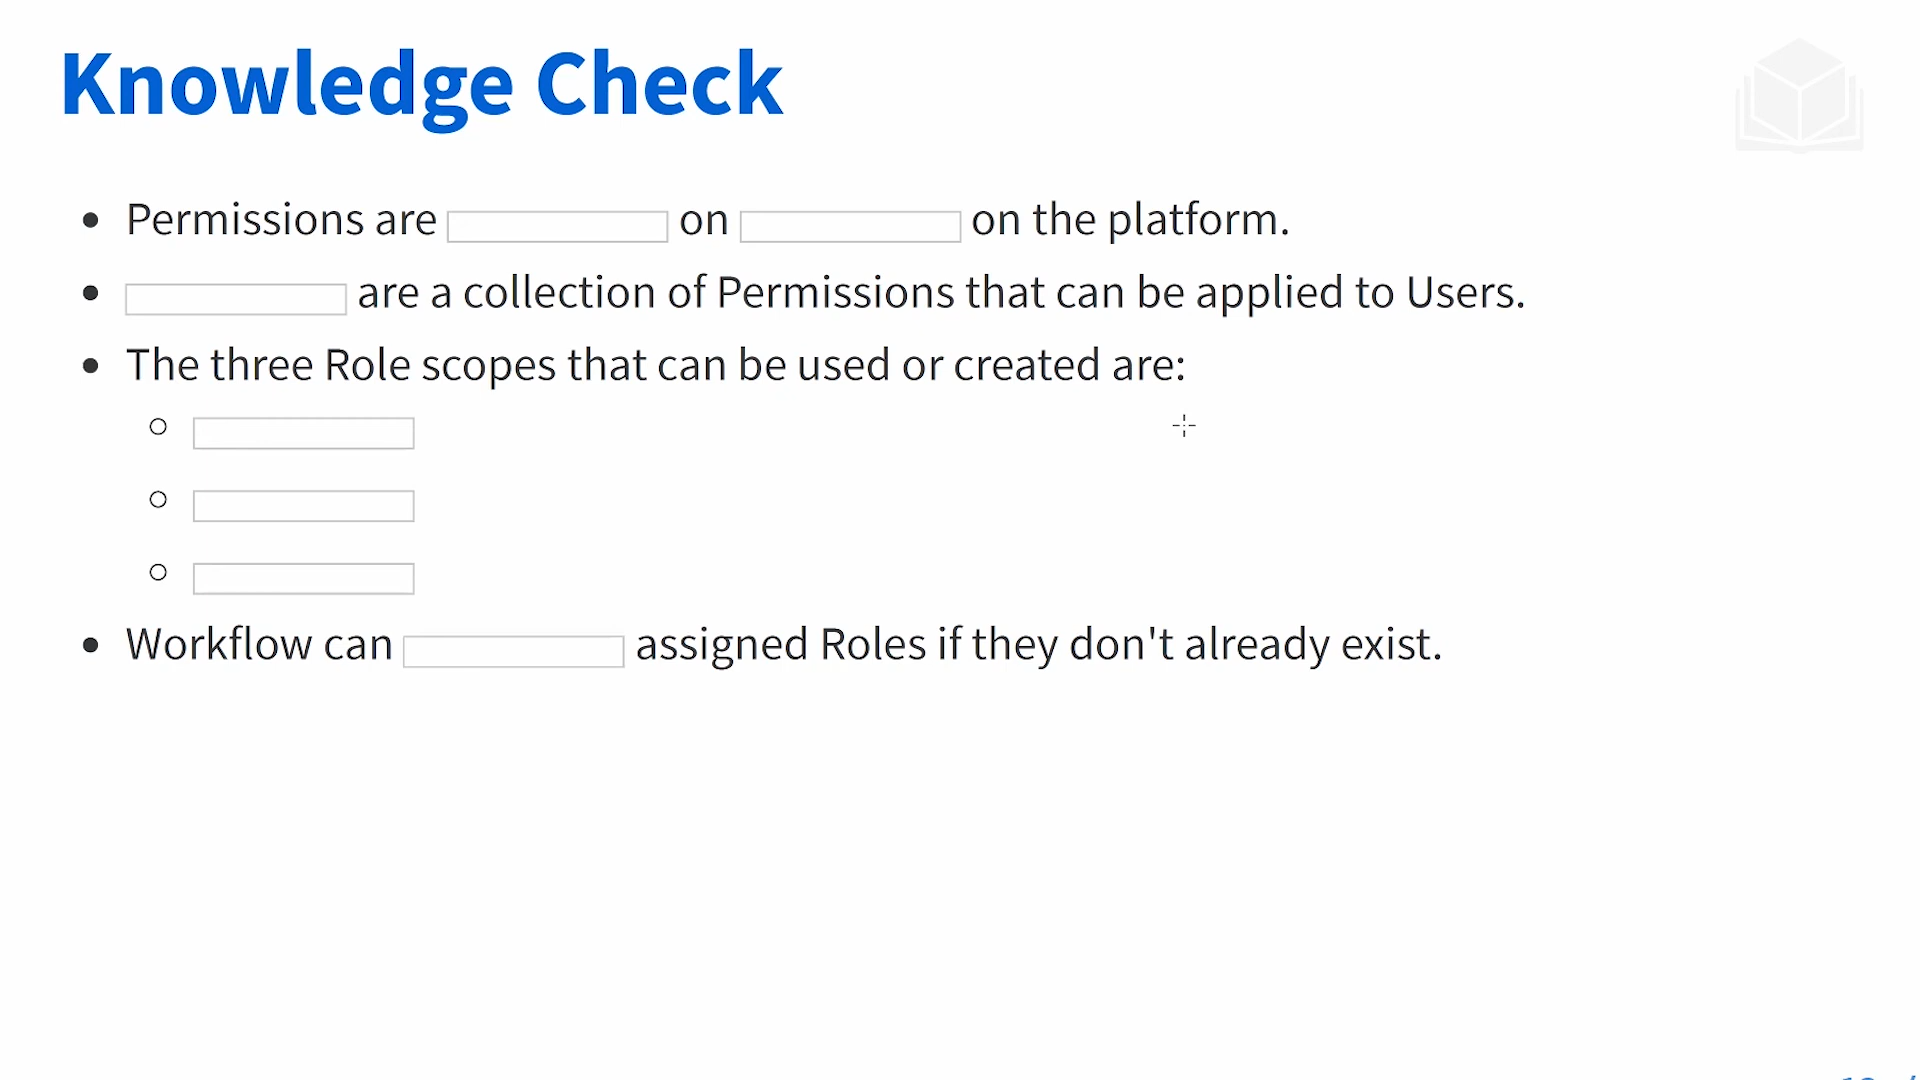 Knowledge Check
Permissions are on on the platform.
are a collection of Permissions that can be applied to Users.
The three Role scopes that can be used or created are:
Workflow can assigned Roles if they don't already exist.